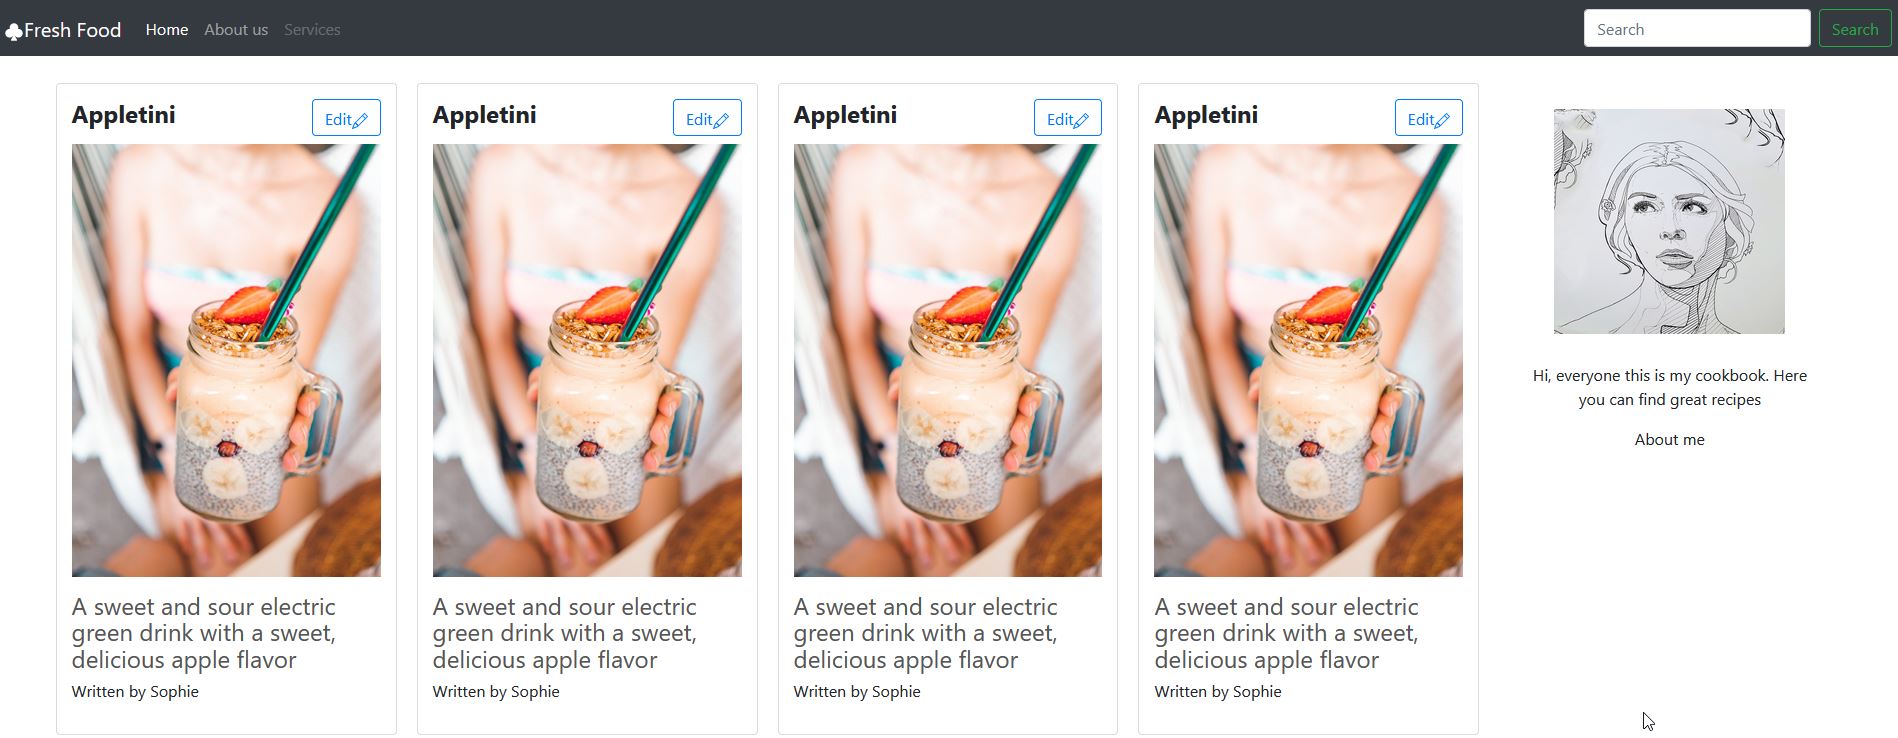 Fresh Food Home About us Services Search Search
Appletini Edit
A sweet and sour electric
green drink with a sweet,
delicious apple flavor
Written by Sophie
Appletini Edit
A sweet and sour electric
green drink with a sweet,
delicious apple flavor
Written by Sophie
Appletini Edit
A sweet and sour electric
green drink with a sweet,
delicious apple flavor
Written by Sophie
Appletini Edit
A sweet and sour electric
green drink with a sweet,
delicious apple flavor
Written by Sophie
Hi, everyone this is my cookbook. Here
you can find great recipes
About me